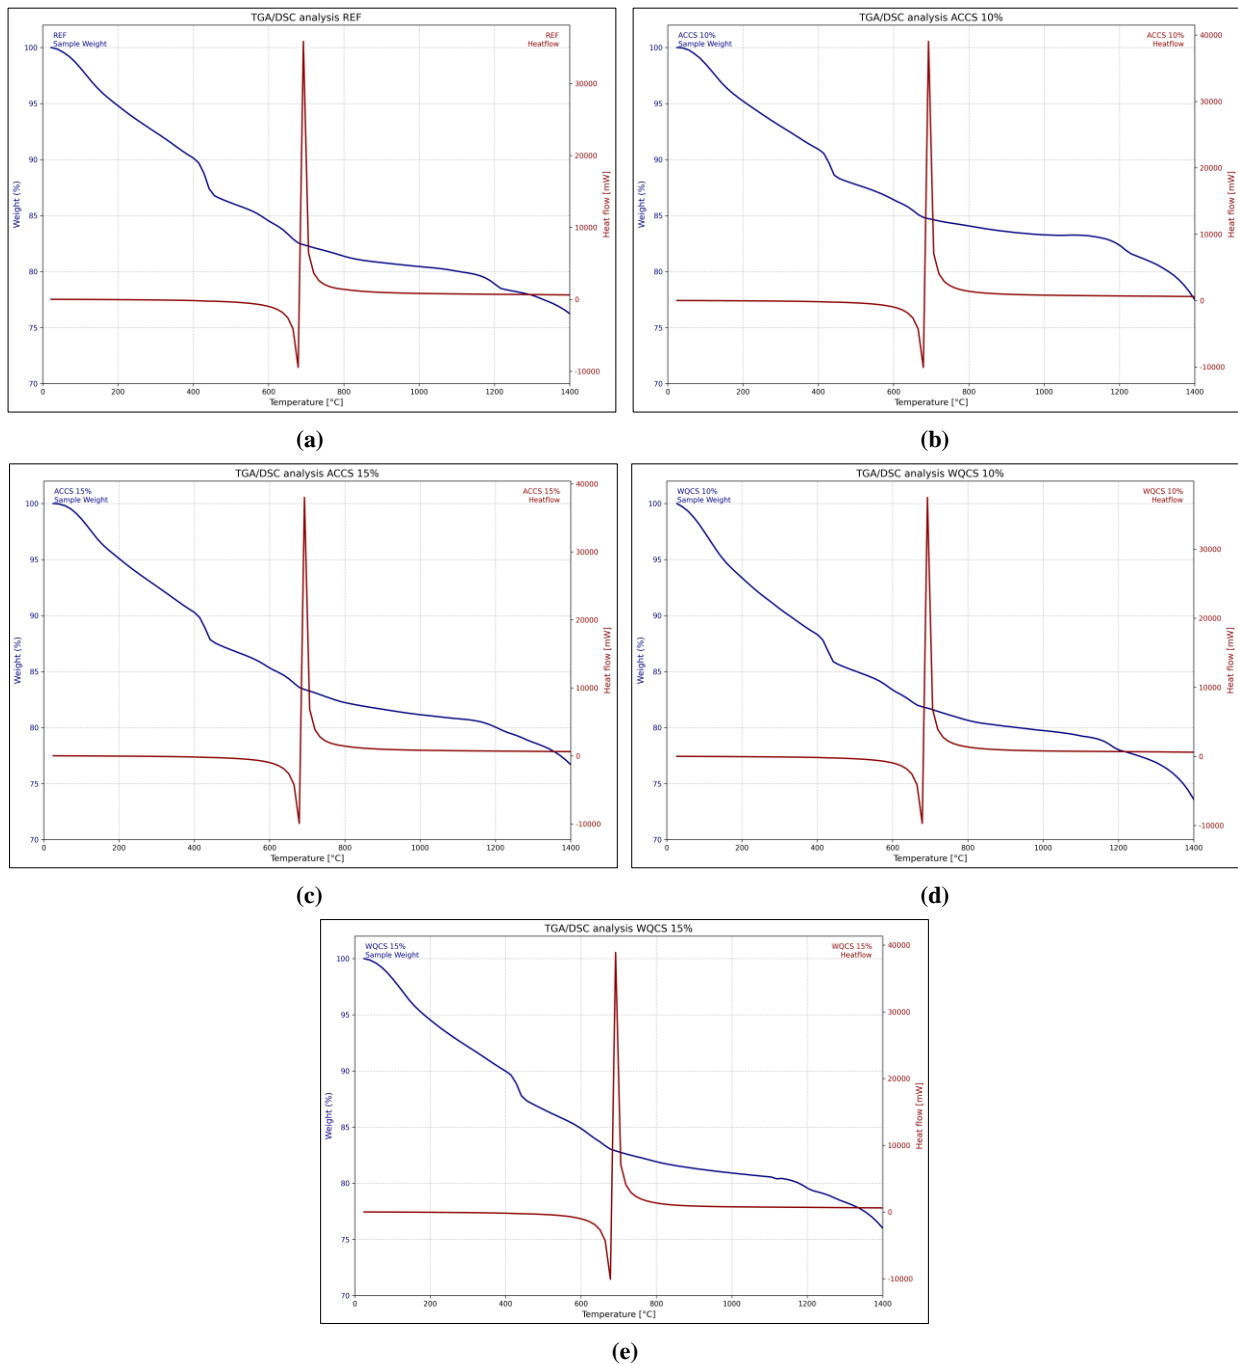 TGA/DSC analysis REF
REF
Sample Weight
REF
Heatflow
100
95
90
85
80
75
70
Weight (%)
30000
20000
10000
0
-10000
Heat flow [mW]
0 200 400 600 800 1000 1200 1400
Temperature [°C]
(a)
TGA/DSC analysis ACCS 10%
ACCS 10%
Sample Weight
ACCS 10%
Heatflow
100
95
90
85
80
75
70
Weight (%)
40000
30000
20000
10000
0
-10000
Heat flow [mW]
0 200 400 600 800 1000 1200 1400
Temperature [°C]
(b)
TGA/DSC analysis ACCS 15%
ACCS 15%
Sample Weight
ACCS 15%
Heatflow
100
95
90
85
80
75
70
Weight (%)
40000
30000
20000
10000
0
-10000
Heat flow [mW]
0 200 400 600 800 1000 1200 1400
Temperature [°C]
(c)
TGA/DSC analysis WQCS 10%
WQCS 10%
Sample Weight
WQCS 10%
Heatflow
100
95
90
85
80
75
70
Weight (%)
30000
20000
10000
0
-10000
Heat flow [mW]
0 200 400 600 800 1000 1200 1400
Temperature [°C]
(d)
TGA/DSC analysis WQCS 15%
WQCS 15%
Sample Weight
WQCS 15%
Heatflow
100
95
90
85
80
75
70
Weight (%)
40000
30000
20000
10000
0
-10000
Heat flow [mW]
0 200 400 600 800 1000 1200 1400
Temperature [°C]
(e)